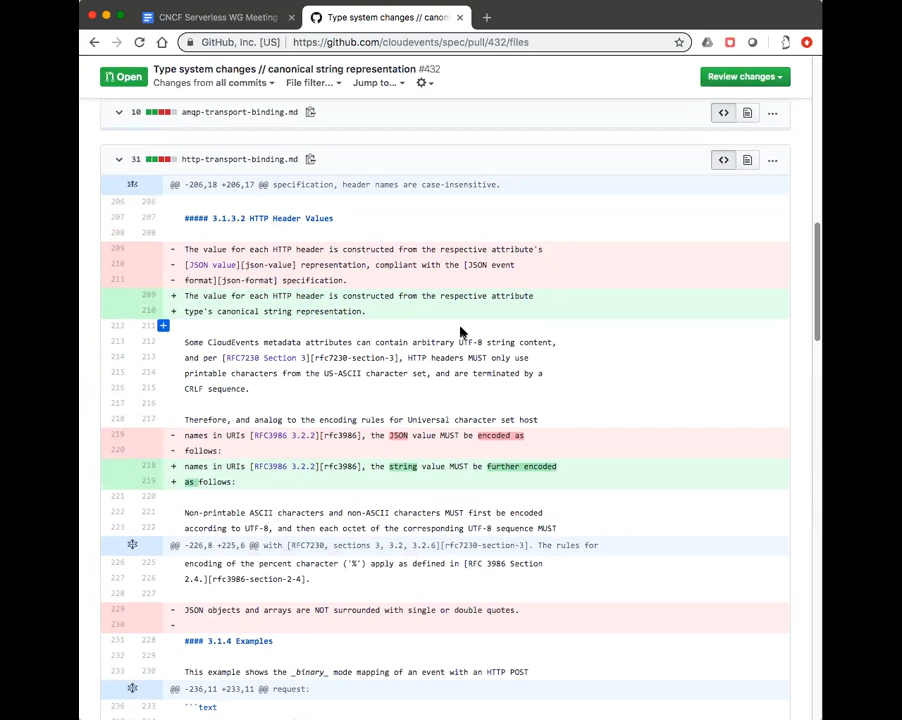 CNCF Serverless WG Meeting
Type system changes // canonic
GitHub, Inc. [US] https://github.com/cloudevents/spec/pull/432/files
Open
Type system changes // canonical string representation #432
Changes from all commits File filter... Jump to...
Review changes
10 amqp-transport-binding.md
31 http-transport-binding.md
@@ -206,18 +206,17 @@ specification, header names are case-insensitive.
206 206
207 207 ##### 3.1.3.2 HTTP Header Values
208 208
209 - The value for each HTTP header is constructed from the respective attribute's
210 - [JSON value][json-value] representation, compliant with the [JSON event
211 - format][json-format] specification.
209 + The value for each HTTP header is constructed from the respective attribute
210 + type's canonical string representation.
212 211
213 212 Some CloudEvents metadata attributes can contain arbitrary UTF-8 string content,
214 213 and per [RFC7230 Section 3][rfc7230-section-3], HTTP headers MUST only use
215 214 printable characters from the US-ASCII character set, and are terminated by a
216 215 CRLF sequence.
217 216
218 217 Therefore, and analog to the encoding rules for Universal character set host
219 - names in URIs [RFC3986 3.2.2][rfc3986], the JSON value MUST be encoded as
220 - follows:
218 + names in URIs [RFC3986 3.2.2][rfc3986], the string value MUST be further encoded
219 + as follows:
221 220
222 221 Non-printable ASCII characters and non-ASCII characters MUST first be encoded
223 222 according to UTF-8, and then each octet of the corresponding UTF-8 sequence MUST
@@ -226,8 +225,6 @@ with [RFC7230, sections 3, 3.2, 3.2.6][rfc7230-section-3]. The rules for
226 225 encoding of the percent character ('%') apply as defined in [RFC 3986 Section
227 226 2.4.][rfc3986-section-2-4].
228 227
229 - JSON objects and arrays are NOT surrounded with single or double quotes.
230 -
231 228 #### 3.1.4 Examples
232 229
233 230 This example shows the _binary_ mode mapping of an event with an HTTP POST
@@ -236,11 +233,11 @@ request:
236 233 ```text